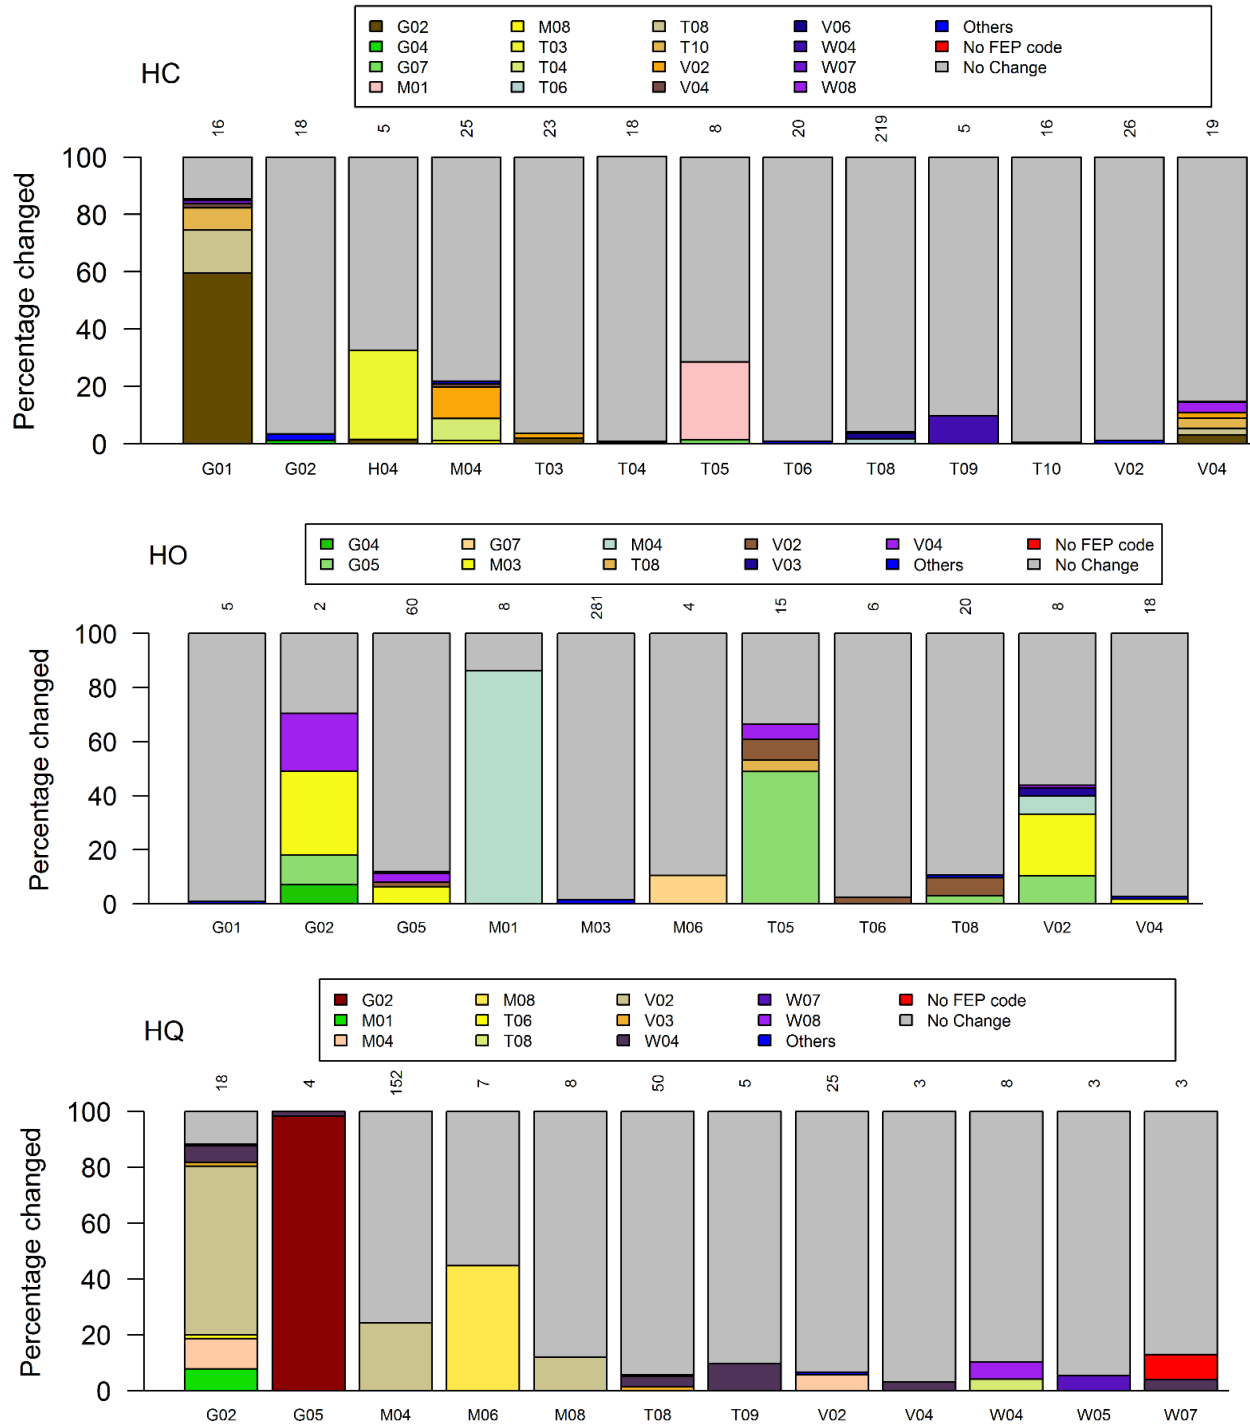 G02 M08 T08 V06 Others
G04 T03 T10 W04 No FEP code
G07 T04 V02 W07 No Change
M01 T06 V04 W08
HC
16 18 5 25 23 18 8 20 219 5 16 26 19
Percentage changed
100
80
60
40
20
0
G01 G02 H04 M04 T03 T04 T05 T06 T08 T09 T10 V02 V04
G04 G07 M04 V02 V04 No FEP code
G05 M03 T08 V03 Others No Change
HO
5 2 60 8 281 4 15 6 20 8 18
Percentage changed
100
80
60
40
20
0
G01 G02 G05 M01 M03 M06 T05 T06 T08 V02 V04
G02 M08 V02 W07 No FEP code
M01 T06 V03 W08 No Change
M04 T08 W04 Others
HQ
18 4 152 7 8 50 5 25 3 8 3 3
Percentage changed
100
80
60
40
20
0
G02 G05 M04 M06 M08 T08 T09 V02 V04 W04 W05 W07